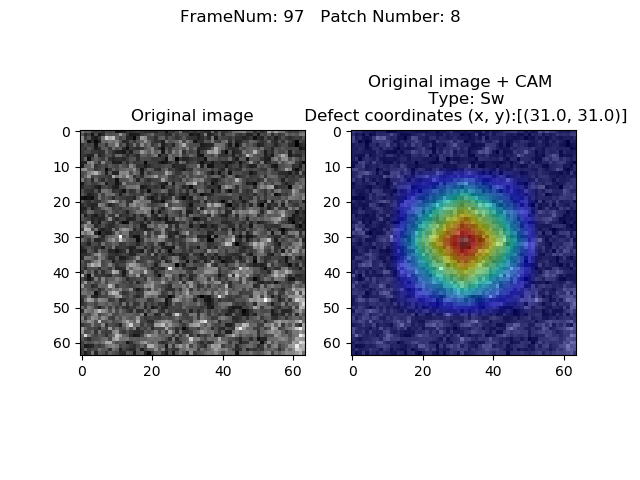 FrameNum: 97   Patch Number: 8
Original image
0
10
20
30
40
50
60
0 20 40 60
Original image + CAM
Type: Sw
Defect coordinates (x, y):[(31.0, 31.0)]
0
10
20
30
40
50
60
0 20 40 60